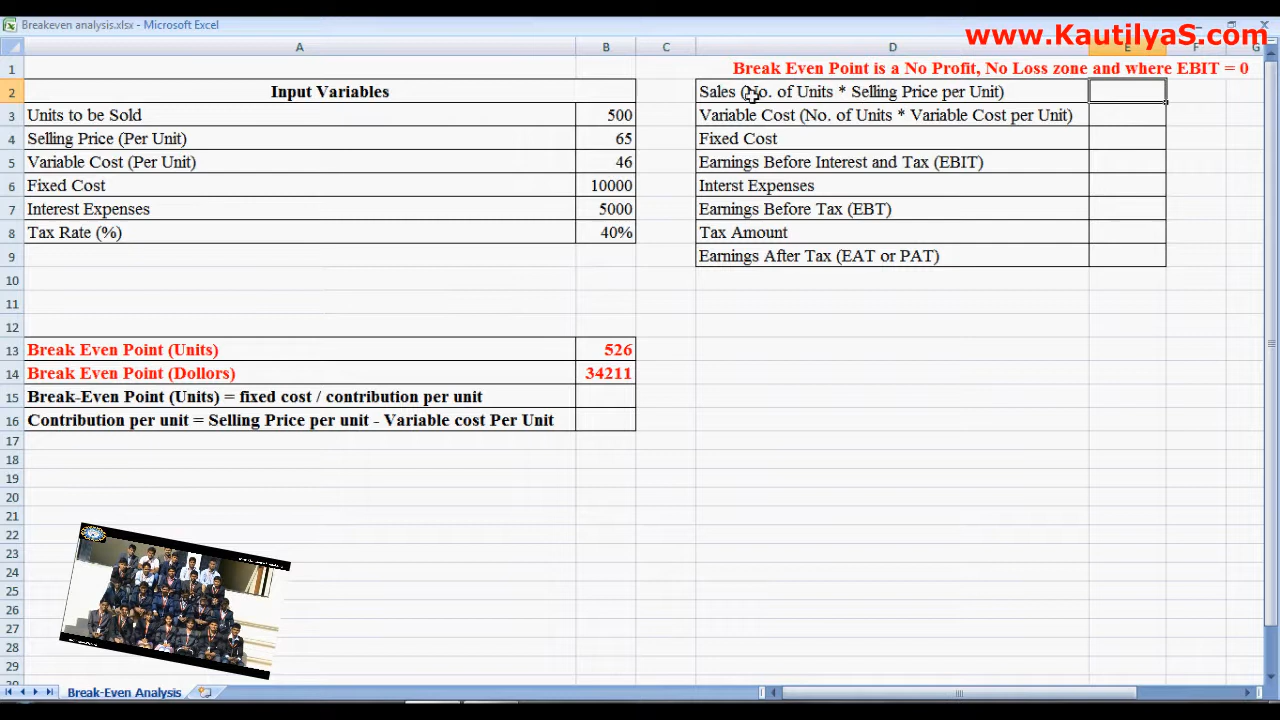 Breakeven analysis.xlsx - Microsoft Excel
www.KautilyaS.com
A B C D E F G
1 Break Even Point is a No Profit, No Loss zone and where EBIT = 0
2 Input Variables Sales (No. of Units * Selling Price per Unit)
3 Units to be Sold 500 Variable Cost (No. of Units * Variable Cost per Unit)
4 Selling Price (Per Unit) 65 Fixed Cost
5 Variable Cost (Per Unit) 46 Earnings Before Interest and Tax (EBIT)
6 Fixed Cost 10000 Interst Expenses
7 Interest Expenses 5000 Earnings Before Tax (EBT)
8 Tax Rate (%) 40% Tax Amount
9 Earnings After Tax (EAT or PAT)
10
11
12
13 Break Even Point (Units) 526
14 Break Even Point (Dollors) 34211
15 Break-Even Point (Units) = fixed cost / contribution per unit
16 Contribution per unit = Selling Price per unit - Variable cost Per Unit
17
18
19
20
21
22
23
24
25
26
27
28
29
Break-Even Analysis